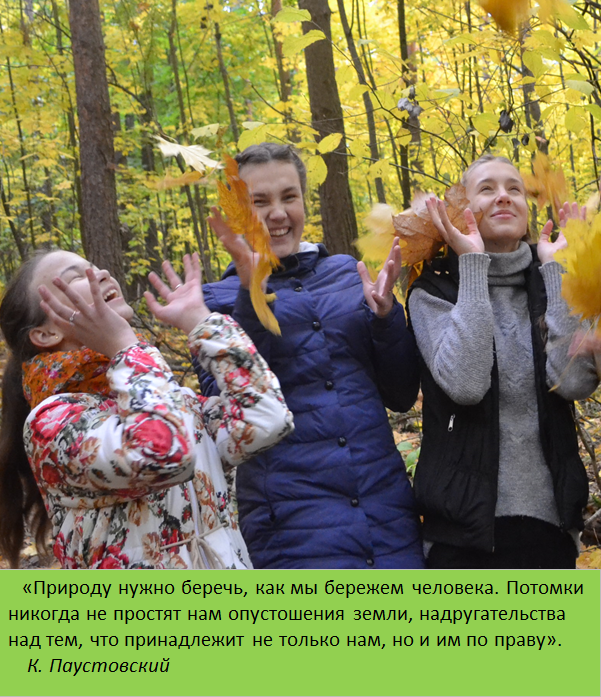 «Природу нужно беречь, как мы бережем человека. Потомки
никогда не простят нам опустошения земли, надругательства
над тем, что принадлежит не только нам, но и им по праву».
К. Паустовский